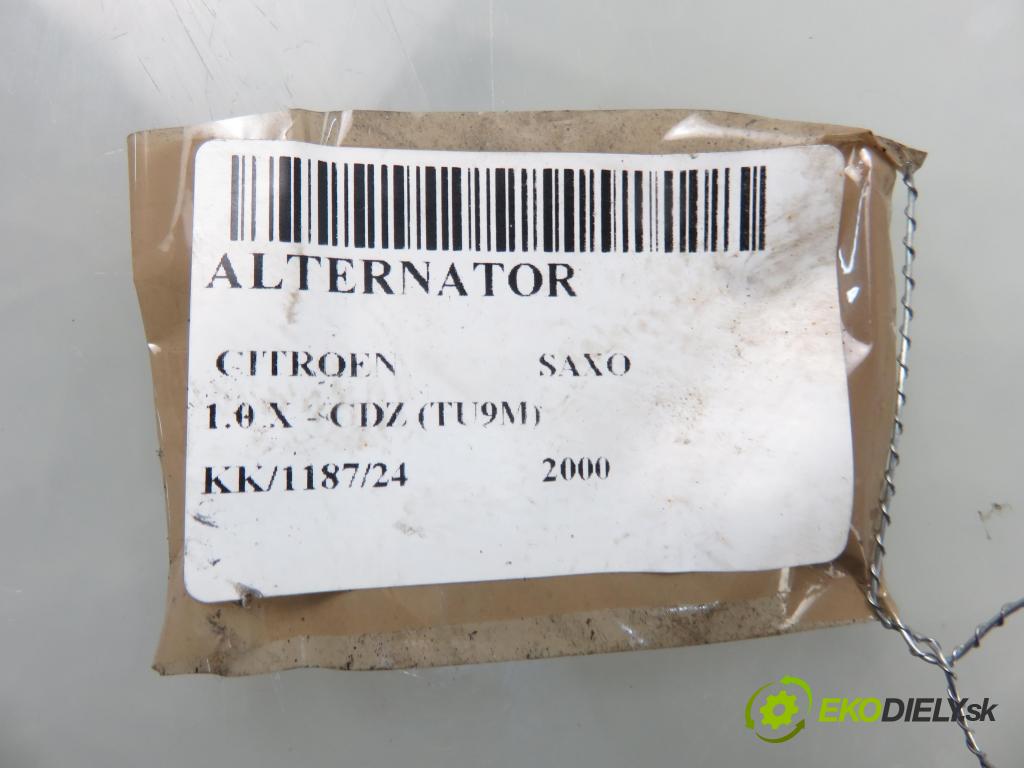 ALTERNATOR
CITROEN SAXO
1.0 X - CDZ (TU9M)
KK/1187/24 2000
EKODIELY.sk